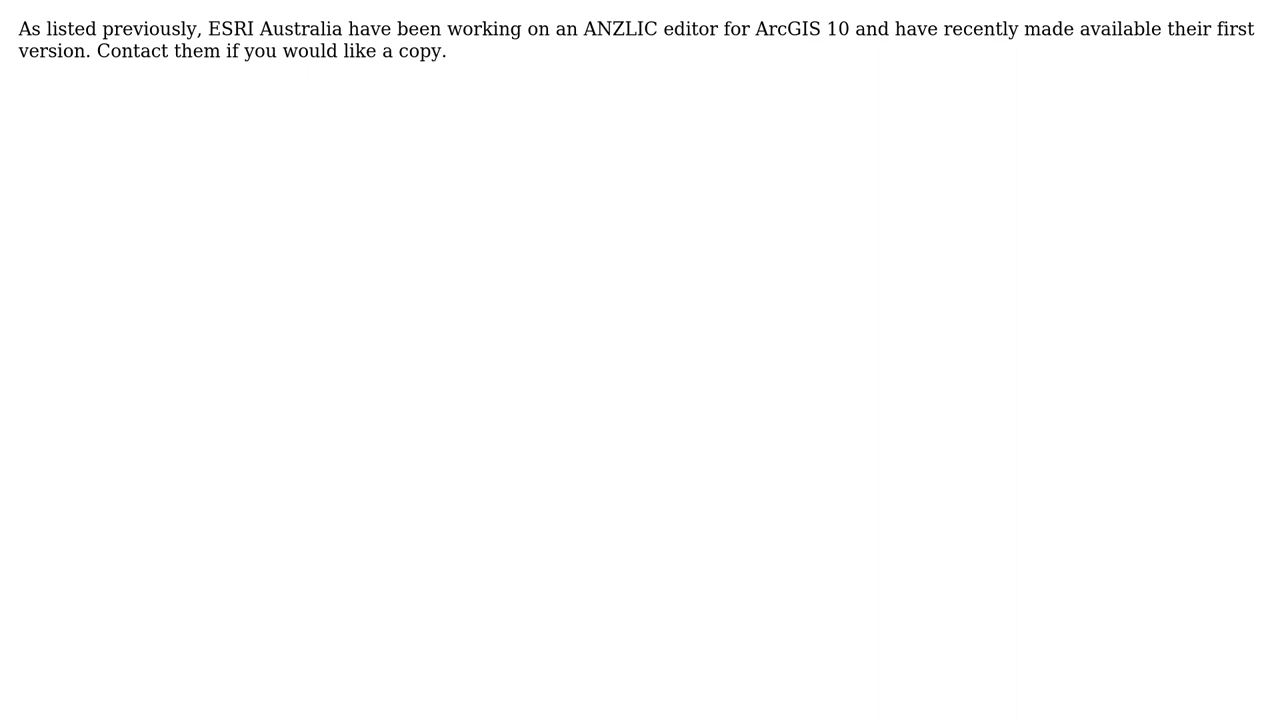 As listed previously, ESRI Australia have been working on an ANZLIC editor for ArcGIS 10 and have recently made available their first
version. Contact them if you would like a copy.